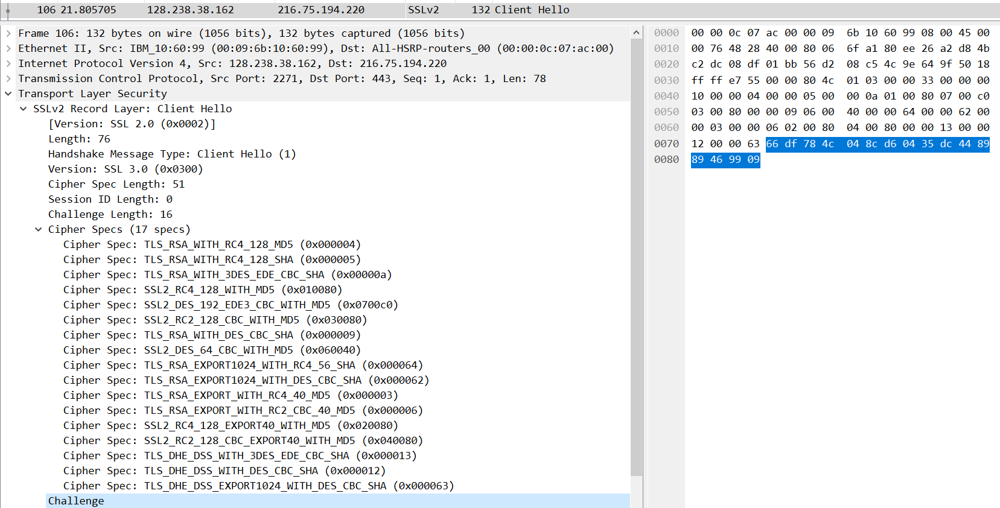 106 21.805705 128.238.38.162 216.75.194.220 SSLv2 132 Client Hello
Frame 106: 132 bytes on wire (1056 bits), 132 bytes captured (1056 bits)
Ethernet II, Src: IBM_10:60:99 (00:09:6b:10:60:99), Dst: All-HSRP-routers_00 (00:00:0c:07:ac:00)
Internet Protocol Version 4, Src: 128.238.38.162, Dst: 216.75.194.220
Transmission Control Protocol, Src Port: 2271, Dst Port: 443, Seq: 1, Ack: 1, Len: 78
Transport Layer Security
SSLv2 Record Layer: Client Hello
[Version: SSL 2.0 (0x0002)]
Length: 76
Handshake Message Type: Client Hello (1)
Version: SSL 3.0 (0x0300)
Cipher Spec Length: 51
Session ID Length: 0
Challenge Length: 16
Cipher Specs (17 specs)
Cipher Spec: TLS_RSA_WITH_RC4_128_MD5 (0x000004)
Cipher Spec: TLS_RSA_WITH_RC4_128_SHA (0x000005)
Cipher Spec: TLS_RSA_WITH_3DES_EDE_CBC_SHA (0x00000a)
Cipher Spec: SSL2_RC4_128_WITH_MD5 (0x010080)
Cipher Spec: SSL2_DES_192_EDE3_CBC_WITH_MD5 (0x0700c0)
Cipher Spec: SSL2_RC2_128_CBC_WITH_MD5 (0x030080)
Cipher Spec: TLS_RSA_WITH_DES_CBC_SHA (0x000009)
Cipher Spec: SSL2_DES_64_CBC_WITH_MD5 (0x060040)
Cipher Spec: TLS_RSA_EXPORT1024_WITH_RC4_56_SHA (0x000064)
Cipher Spec: TLS_RSA_EXPORT1024_WITH_DES_CBC_SHA (0x000062)
Cipher Spec: TLS_RSA_EXPORT_WITH_RC4_40_MD5 (0x000003)
Cipher Spec: TLS_RSA_EXPORT_WITH_RC2_CBC_40_MD5 (0x000006)
Cipher Spec: SSL2_RC4_128_EXPORT40_WITH_MD5 (0x020080)
Cipher Spec: SSL2_RC2_128_CBC_EXPORT40_WITH_MD5 (0x040080)
Cipher Spec: TLS_DHE_DSS_WITH_3DES_EDE_CBC_SHA (0x000013)
Cipher Spec: TLS_DHE_DSS_WITH_DES_CBC_SHA (0x000012)
Cipher Spec: TLS_DHE_DSS_EXPORT1024_WITH_DES_CBC_SHA (0x000063)
Challenge
0000 00 00 0c 07 ac 00 00 09 6b 10 60 99 08 00 45 00
0010 00 76 48 28 40 00 80 06 6f a1 80 ee 26 a2 d8 4b
0020 c2 dc 08 df 01 bb 56 d2 08 c5 4c 9e 64 9f 50 18
0030 ff ff e7 55 00 00 80 4c 01 03 00 00 33 00 00 00
0040 10 00 00 04 00 00 05 00 00 0a 01 00 80 07 00 c0
0050 03 00 80 00 00 09 06 00 40 00 00 64 00 00 62 00
0060 00 03 00 00 06 02 00 80 04 00 80 00 00 13 00 00
0070 12 00 00 63 66 df 78 4c 04 8c d6 04 35 dc 44 89
0080 89 46 99 09